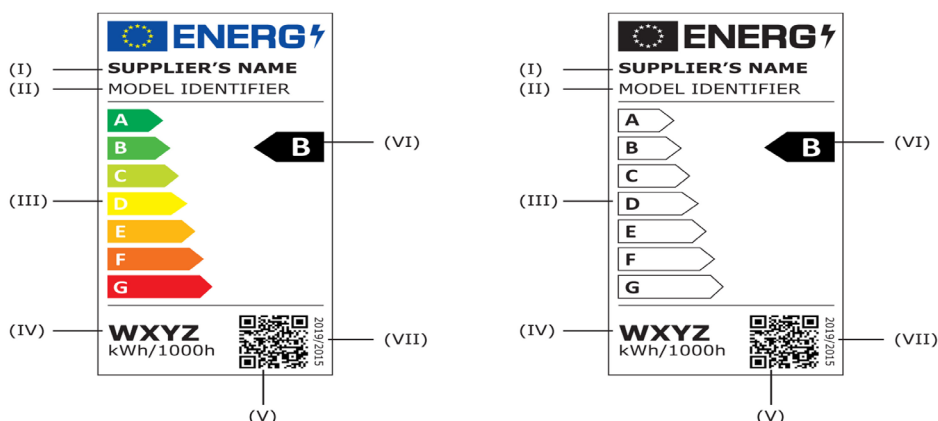 ENERG
(I) SUPPLIER'S NAME
(II) MODEL IDENTIFIER
A
B B (VI)
C
(III) D
E
F
G
(IV) WXYZ
kWh/1000h
2019/2015 (VII)
(V)
ENERG
(I) SUPPLIER'S NAME
(II) MODEL IDENTIFIER
A
B B (VI)
C
(III) D
E
F
G
(IV) WXYZ
kWh/1000h
2019/2015 (VII)
(V)